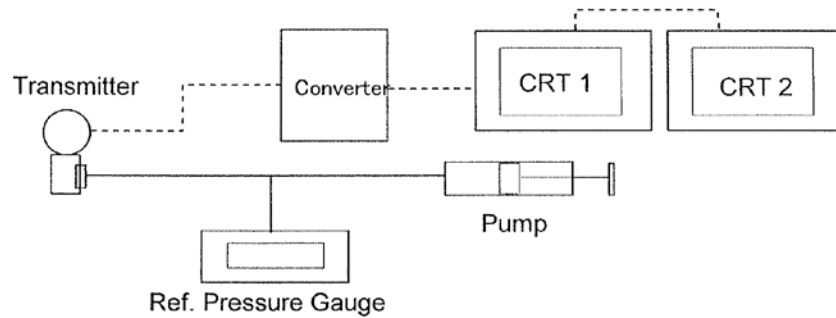 Transmitter
Converter
CRT 1
CRT 2
Pump
Ref. Pressure Gauge